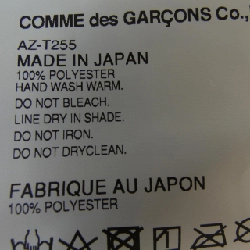 COMME des GARÇONS Co.,
AZ-T255
MADE IN JAPAN
100% POLYESTER
HAND WASH WARM.
DO NOT BLEACH.
LINE DRY IN SHADE.
DO NOT IRON.
DO NOT DRYCLEAN.
FABRIQUE AU JAPON
100% POLYESTER